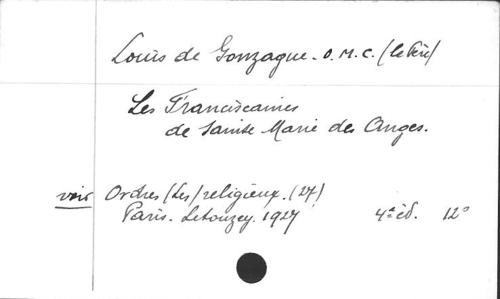 Louis de Gonzague. O. M. C. (le Père)
Les Franciscaines
de Sainte Marie des Anges.
voir Ordres (Les) religieux. (27)
Paris. Letouzey. 1927 4e éd. 12°